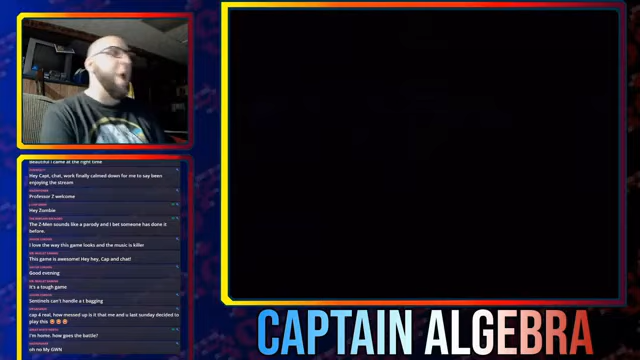 beautiful I came at the right time
Hey Capt, chat, work finally calmed down for me to say been
enjoying the stream
Professor Z welcome
Hey Zombie
The Z-Men sounds like a parody and I bet someone has done it
before.
I love the way this game looks and the music is killer
This game is awesome! Hey hey, Cap and chat!
Good evening
It's a tough game
Sentinels can't handle a t bagging
cap 4 real, how messed up is it that me and u last sunday decided to
play this
I'm home. how goes the battle?
oh no My GWN
CAPTAIN ALGEBRA